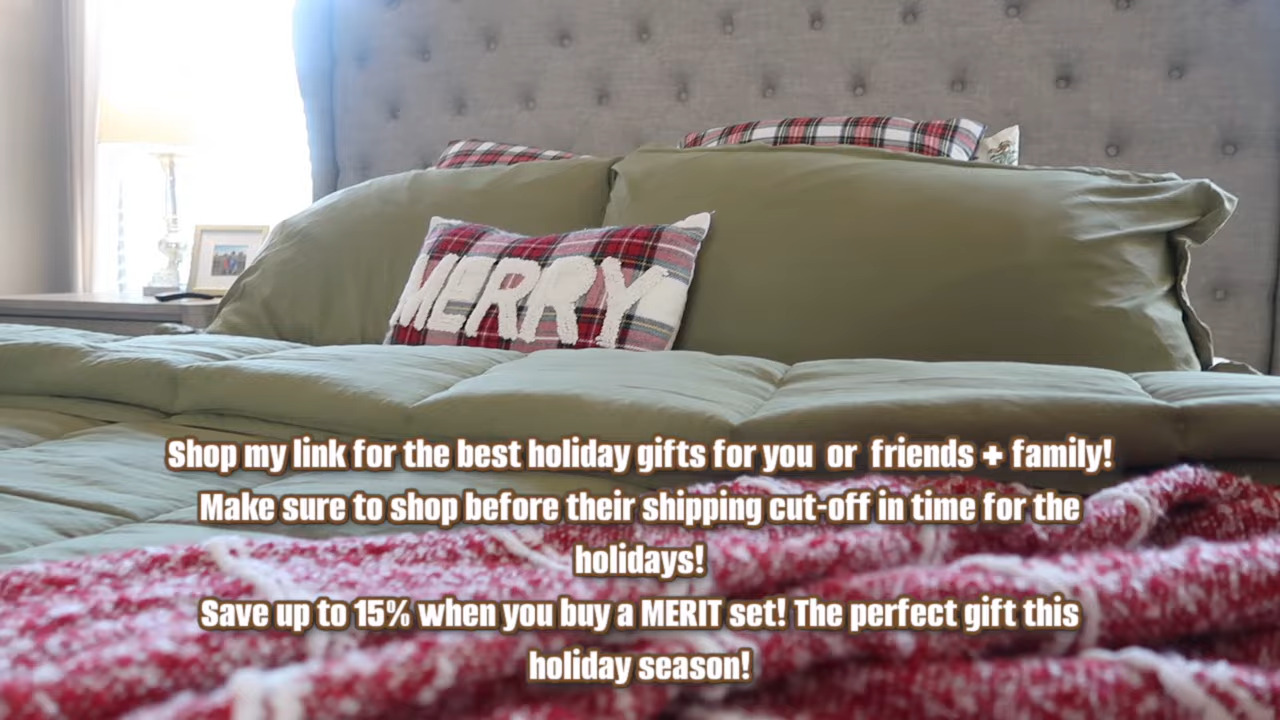 MERRY
Shop my link for the best holiday gifts for you or friends + family!
Make sure to shop before their shipping cut-off in time for the
holidays!
Save up to 15% when you buy a MERIT set! The perfect gift this
holiday season!